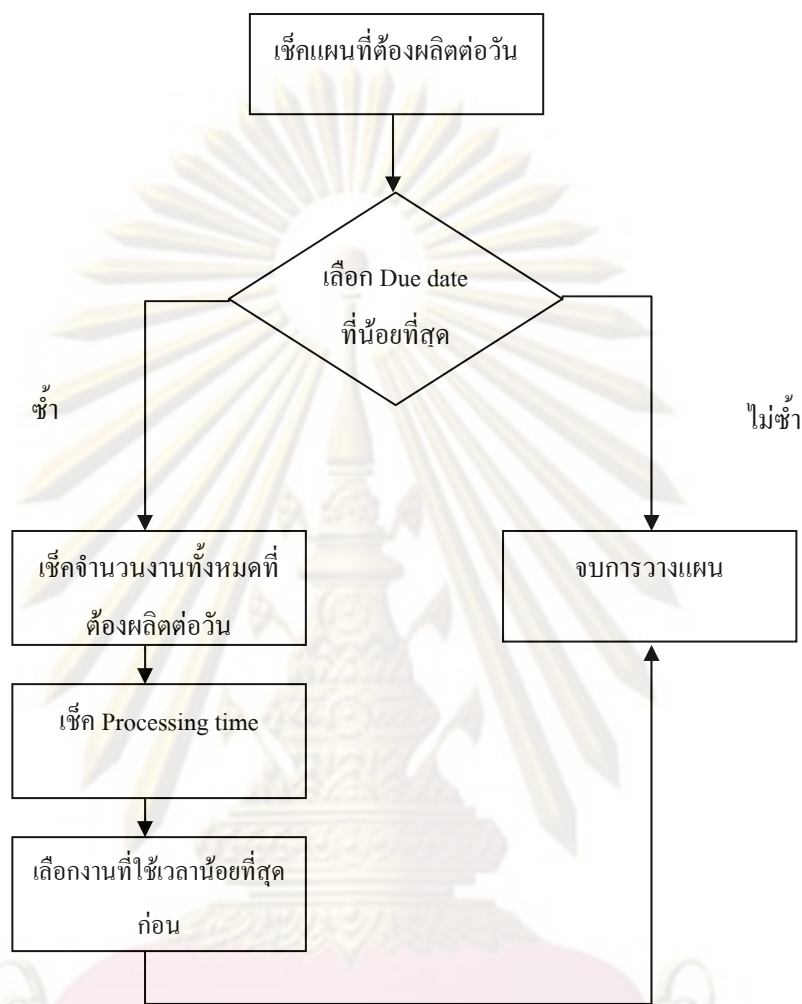 เช็คแผนที่ต้องผลิตต่อวัน
เลือก Due date
ที่น้อยที่สุด
ซ้ำ
ไม่ซ้ำ
เช็คจำนวนงานทั้งหมดที่
ต้องผลิตต่อวัน
จบการวางแผน
เช็ค Processing time
เลือกงานที่ใช้เวลาน้อยที่สุด
ก่อน